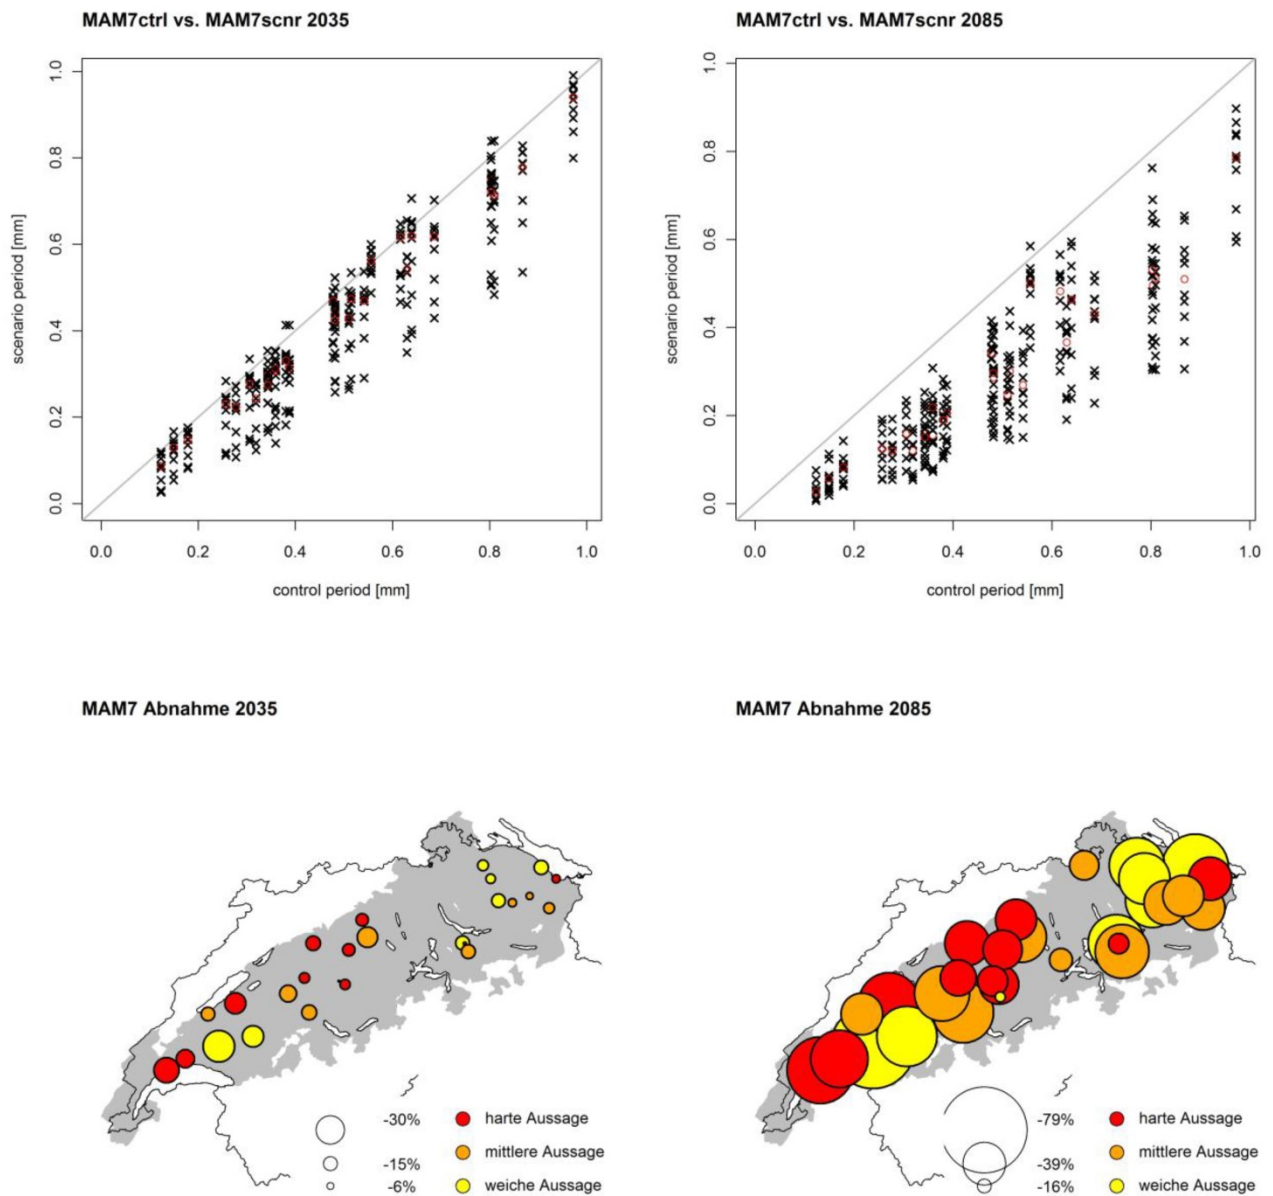 MAM7ctrl vs. MAM7scnr 2035
1.0
0.8
0.6
0.4
0.2
0.0
scenario period [mm]
0.0 0.2 0.4 0.6 0.8 1.0
control period [mm]
MAM7ctrl vs. MAM7scnr 2085
1.0
0.8
0.6
0.4
0.2
0.0
scenario period [mm]
0.0 0.2 0.4 0.6 0.8 1.0
control period [mm]
MAM7 Abnahme 2035
-30% harte Aussage
mittlere Aussage
-15%
-6% weiche Aussage
MAM7 Abnahme 2085
-79% harte Aussage
mittlere Aussage
-39%
-16% weiche Aussage